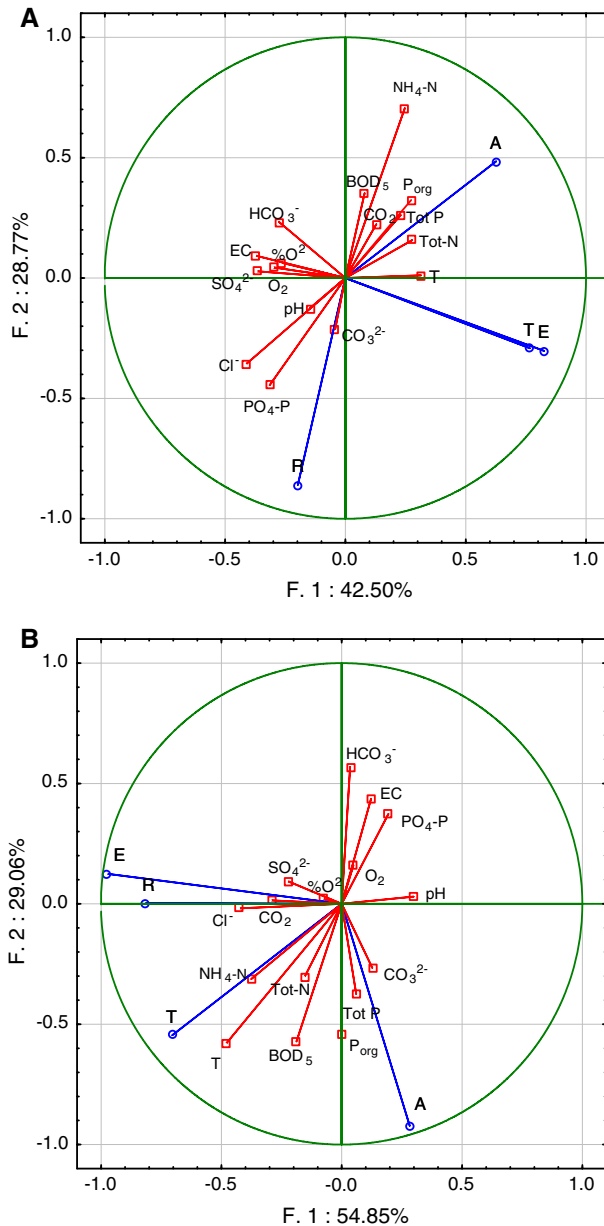 A
1.0
0.5
0.0
-0.5
-1.0
F. 2 : 28.77%
NH₄-N
A
BOD₅
P_org
HCO₃⁻
CO₂
Tot P
EC
%O²
Tot-N
SO₄²⁻
O₂
T
pH
CO₃²⁻
T E
Cl⁻
PO₄-P
R
-1.0
-0.5
0.0
0.5
1.0
F. 1 : 42.50%
B
1.0
0.5
0.0
-0.5
-1.0
F. 2 : 29.06%
HCO₃⁻
EC
PO₄-P
E
SO₄²⁻
O₂
R
%O²
pH
Cl⁻
CO₂
NH₄-N
Tot-N
CO₃²⁻
T
Tot P
T
BOD₅
P_org
A
-1.0
-0.5
-0.0
0.5
1.0
F. 1 : 54.85%